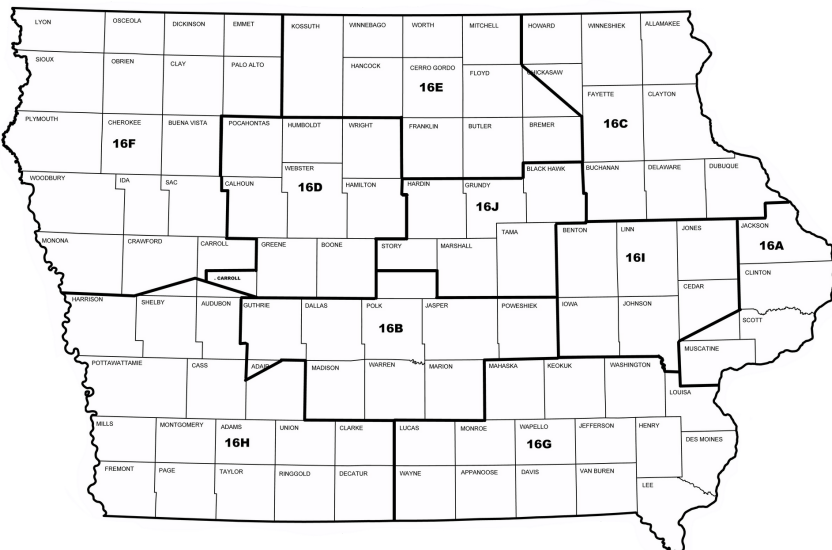 LYON
OSCEOLA
DICKINSON
EMMET
KOSSUTH
WINNEBAGO
WORTH
MITCHELL
HOWARD
WINNESHIEK
ALLAMAKEE
SIOUX
OBRIEN
CLAY
PALO ALTO
HANCOCK
CERRO GORDO
16E
FLOYD
CHICKASAW
FAYETTE
16C
CLAYTON
PLYMOUTH
CHEROKEE
16F
BUENA VISTA
POCAHONTAS
HUMBOLDT
WRIGHT
FRANKLIN
BUTLER
BREMER
WOODBURY
IDA
SAC
CALHOUN
WEBSTER
16D
HAMILTON
HARDIN
GRUNDY
16J
BLACK HAWK
BUCHANAN
DELAWARE
DUBUQUE
MONONA
CRAWFORD
CARROLL
. CARROLL
GREENE
BOONE
STORY
MARSHALL
TAMA
BENTON
LINN
16I
JONES
JACKSON
16A
CLINTON
CEDAR
HARRISON
SHELBY
AUDUBON
GUTHRIE
DALLAS
POLK
16B
JASPER
POWESHIEK
IOWA
JOHNSON
SCOTT
MUSCATINE
POTTAWATTAMIE
CASS
ADAIR
MADISON
WARREN
MARION
MAHASKA
KEOKUK
WASHINGTON
LOUISA
MILLS
MONTGOMERY
ADAMS
16H
UNION
CLARKE
LUCAS
MONROE
WAPELLO
16G
JEFFERSON
HENRY
DES MOINES
FREMONT
PAGE
TAYLOR
RINGGOLD
DECATUR
WAYNE
APPANOOSE
DAVIS
VAN BUREN
LEE